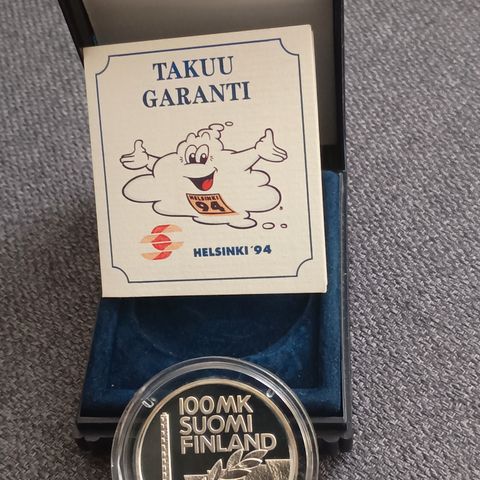 TAKUU
GARANTI
HELSINKI
94
HELSINKI '94
100 MK
SUOMI
FINLAND